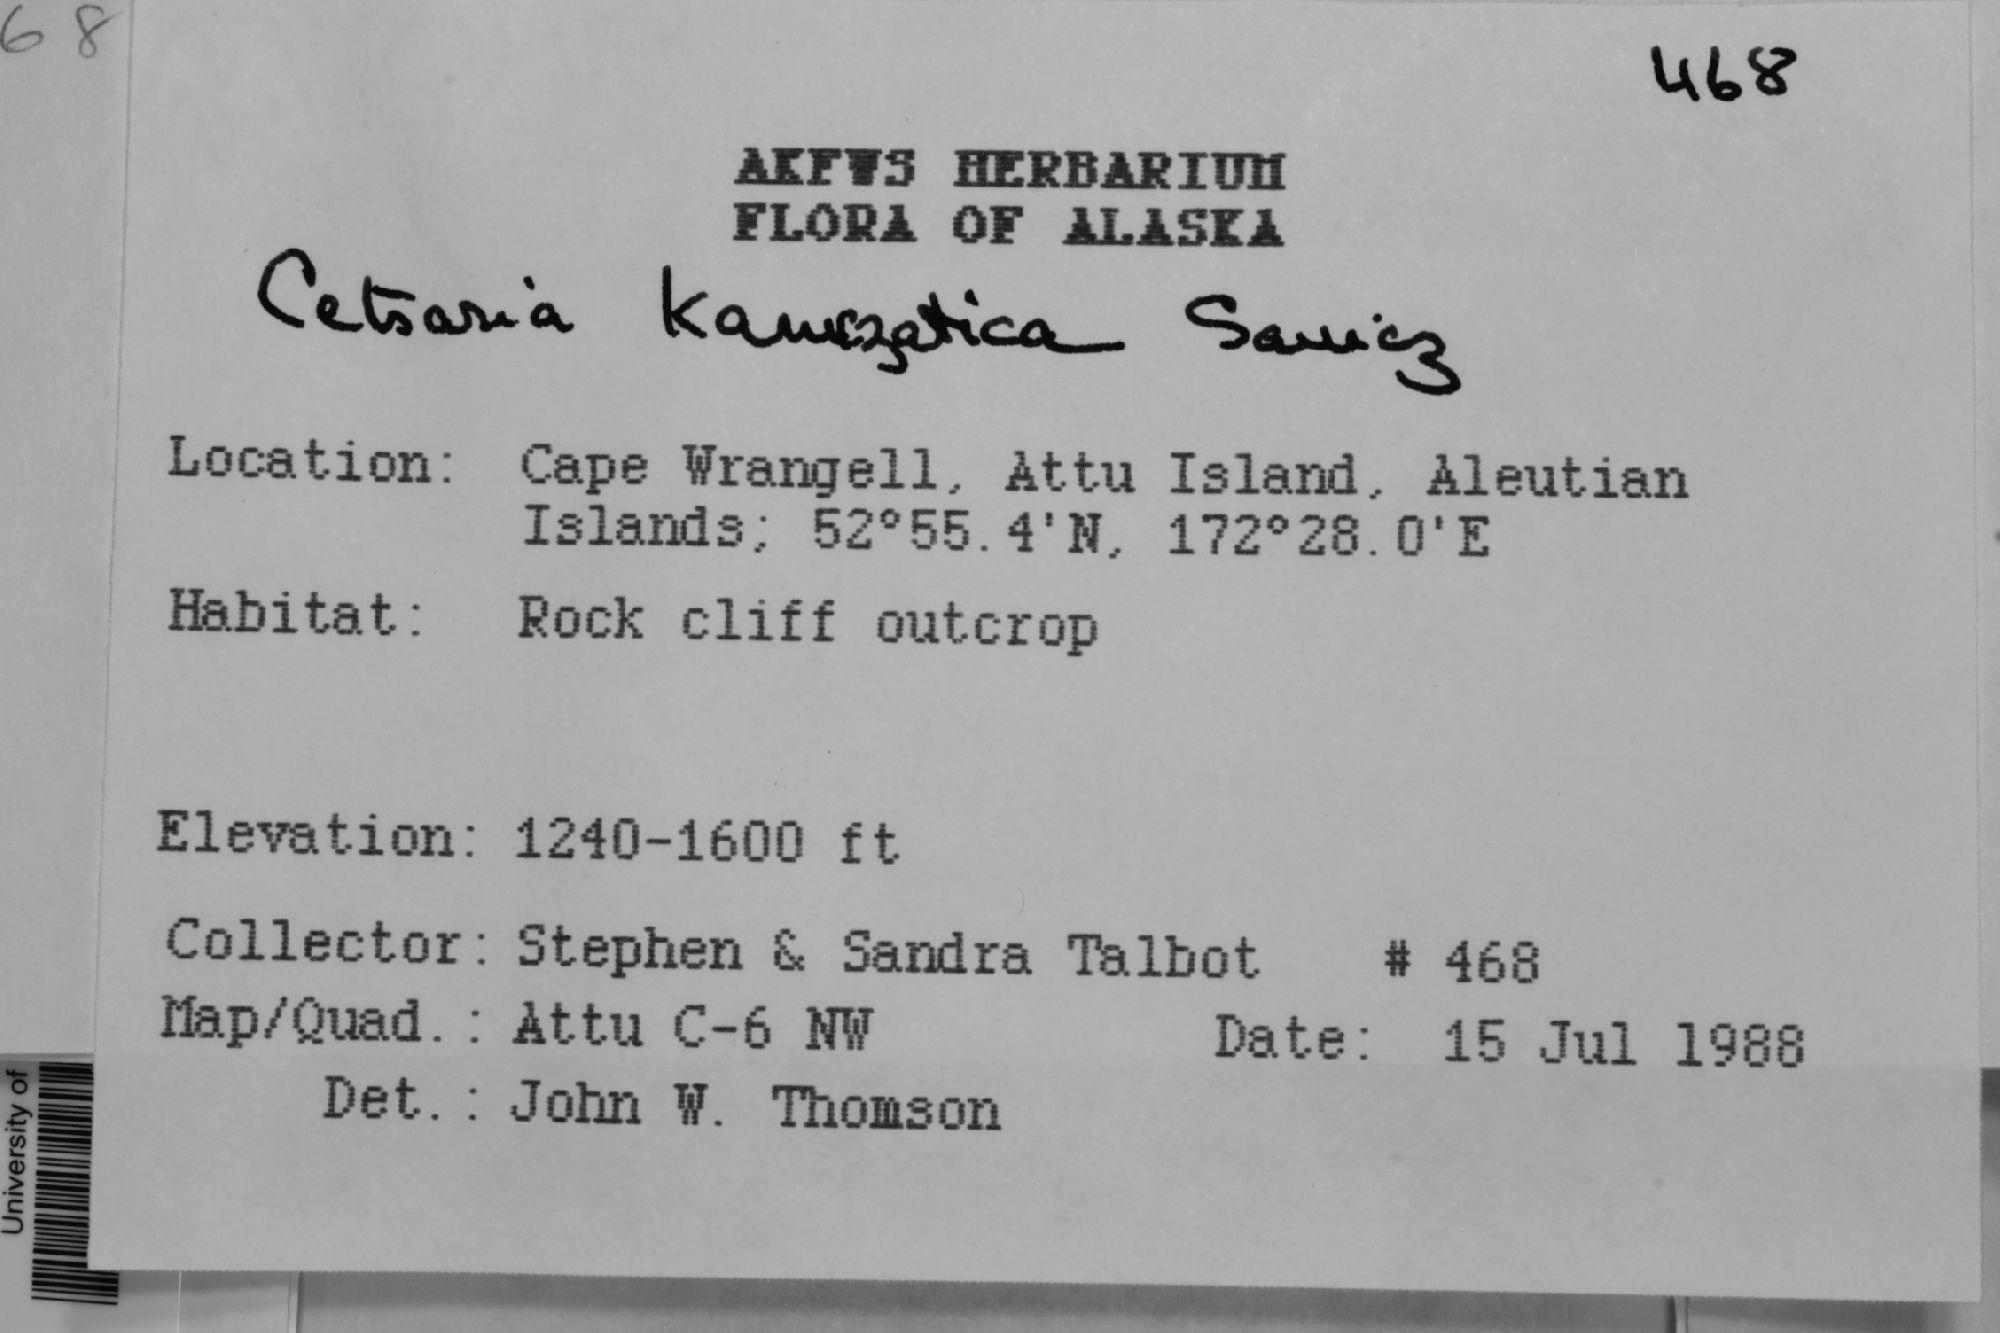 68
468
AKFWS HERBARIUM
FLORA OF ALASKA
Cetraria kamczatica Savicz
Location: Cape Wrangell, Attu Island, Aleutian
Islands; 52°55.4'N, 172°28.0'E
Habitat: Rock cliff outcrop
Elevation: 1240-1600 ft
Collector: Stephen & Sandra Talbot # 468
Map/Quad.: Attu C-6 NW Date: 15 Jul 1988
Det.: John W. Thomson
University of